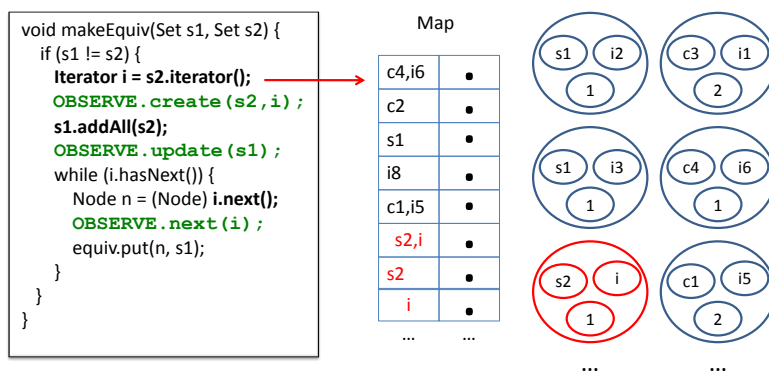 void makeEquiv(Set s1, Set s2) {
if (s1 != s2) {
Iterator i = s2.iterator();
OBSERVE.create(s2,i);
s1.addAll(s2);
OBSERVE.update(s1);
while (i.hasNext()) {
Node n = (Node) i.next();
OBSERVE.next(i);
equiv.put(n, s1);
}
}
}
Map
c4,i6 .
c2 .
s1 .
i8 .
c1,i5 .
s2,i .
s2 .
i .
... ...
s1 i2
1
c3 i1
2
s1 i3
1
c4 i6
1
s2 i
1
c1 i5
2
... ...